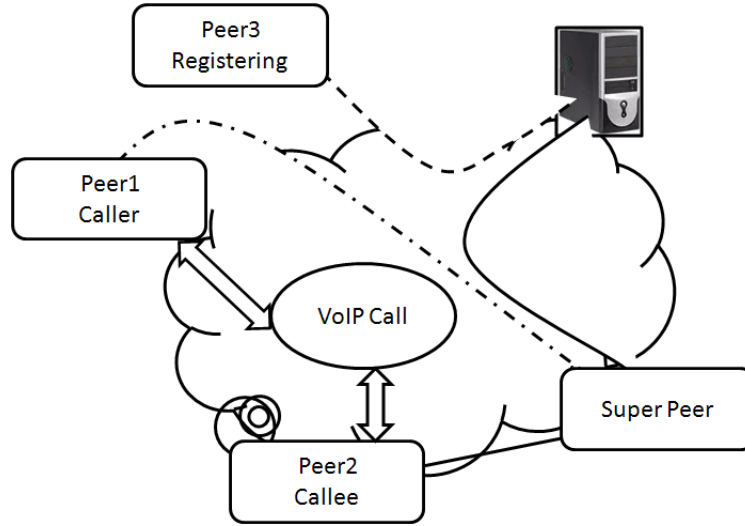 Peer3
Registering
Peer1
Caller
VoIP Call
Super Peer
Peer2
Callee